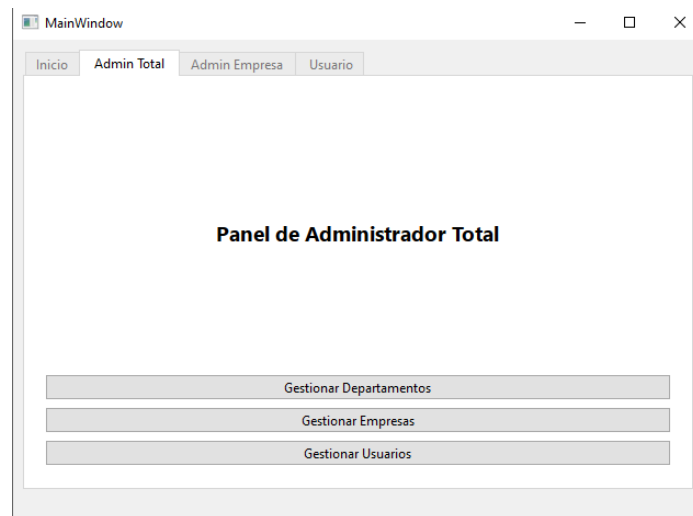 MainWindow
Inicio Admin Total Admin Empresa Usuario
Panel de Administrador Total
Gestionar Departamentos
Gestionar Empresas
Gestionar Usuarios